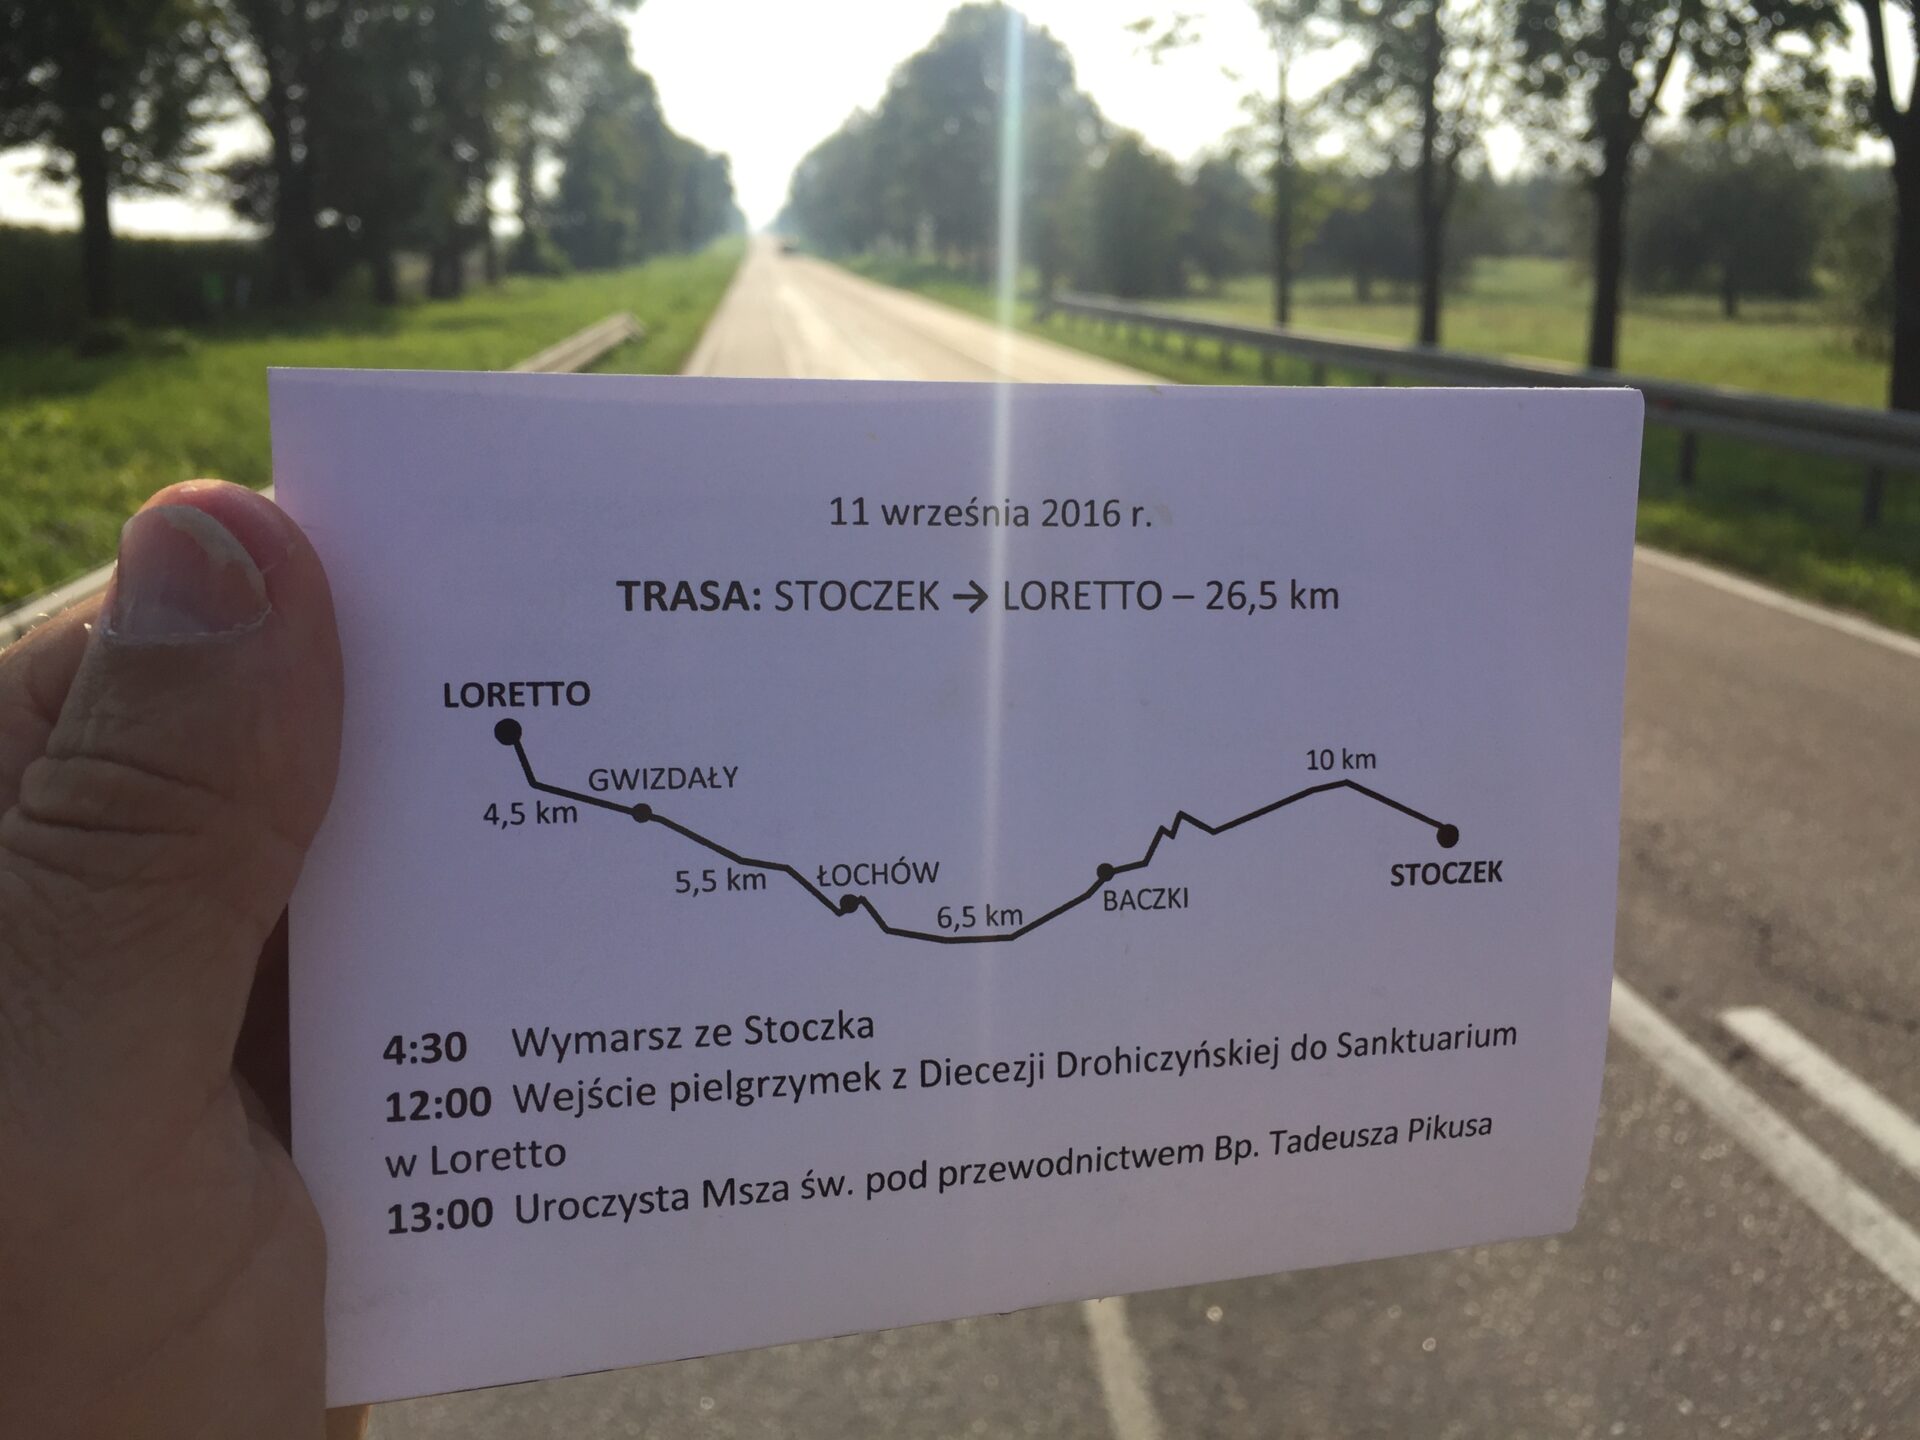 11 września 2016 r.
TRASA: STOCZEK → LORETTO – 26,5 km
LORETTO
GWIZDAŁY
4,5 km
5,5 km
ŁOCHÓW
6,5 km
BACZKI
10 km
STOCZEK
4:30 Wymarsz ze Stoczka
12:00 Wejście pielgrzymek z Diecezji Drohiczyńskiej do Sanktuarium
w Loretto
13:00 Uroczysta Msza św. pod przewodnictwem Bp. Tadeusza Pikusa